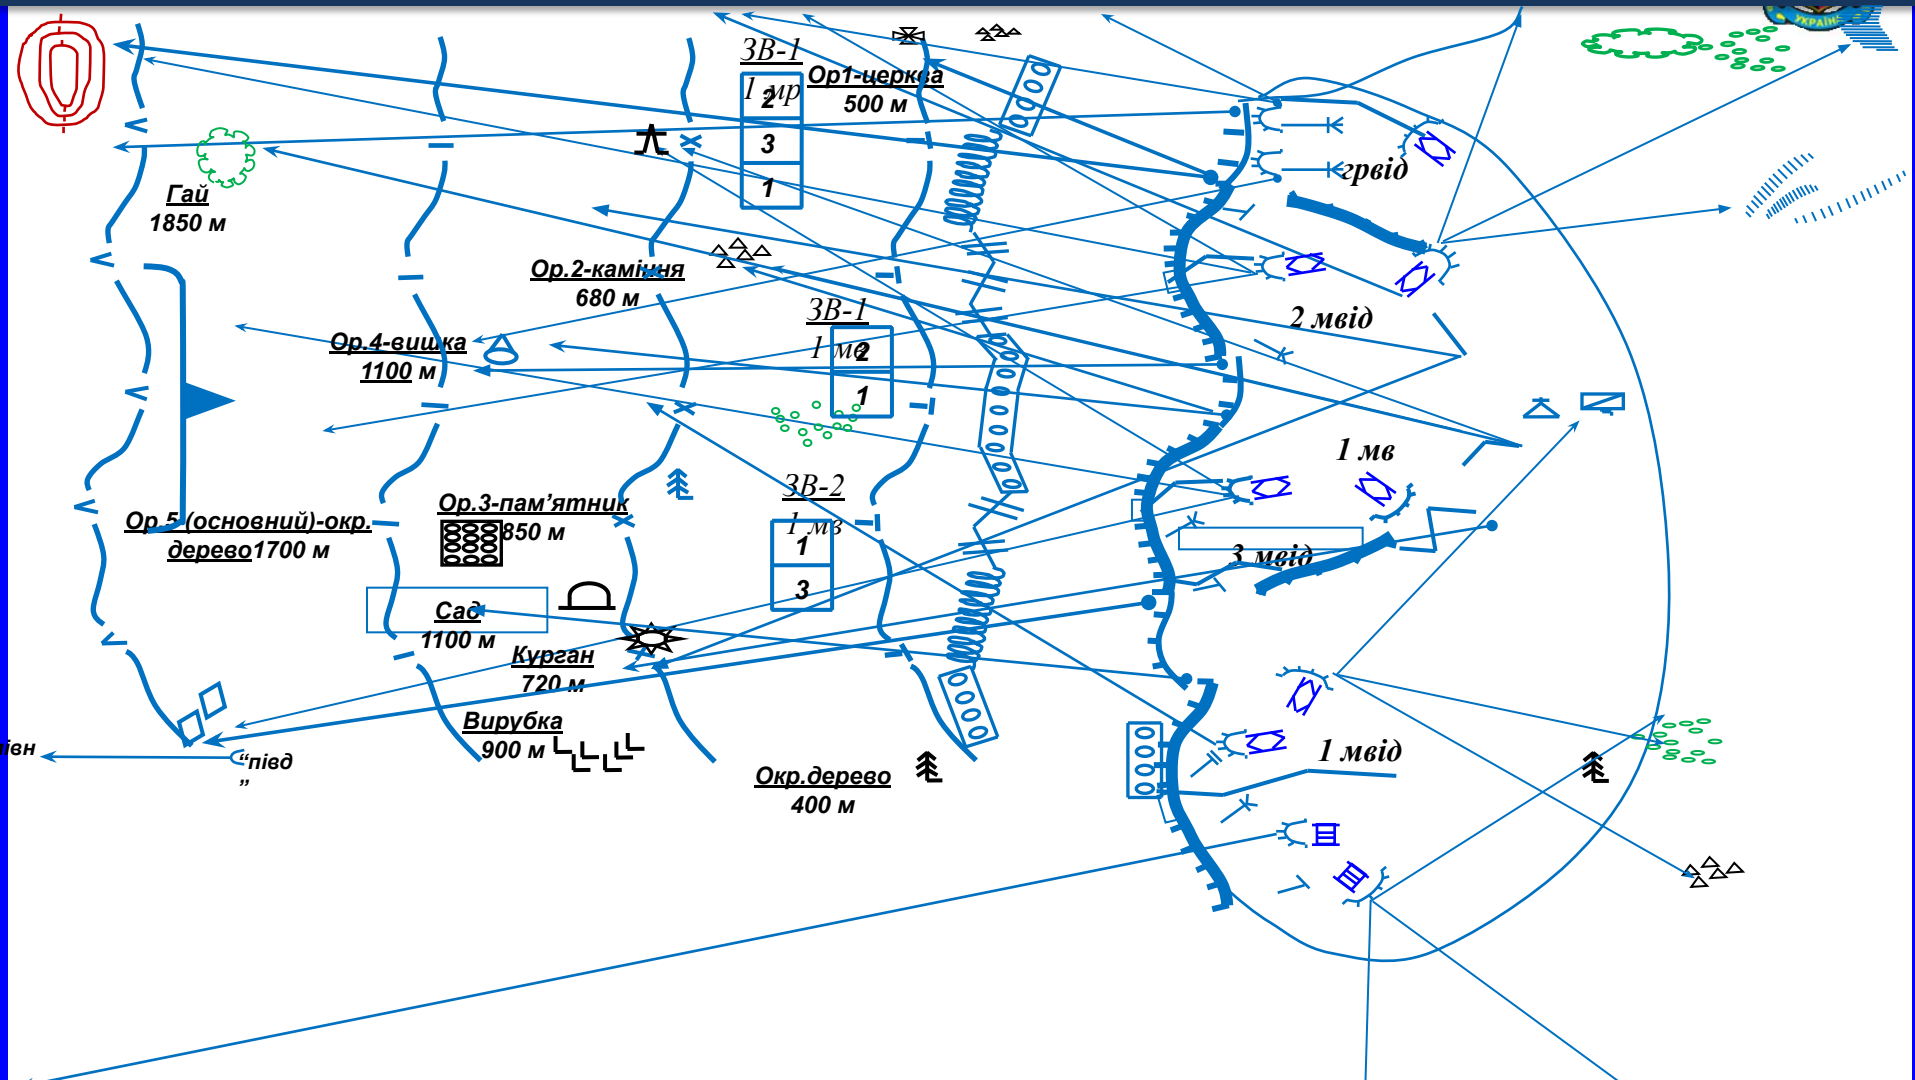 УКРАЇН
ЗВ-1
1 мр
2
3
1
Ор1-церква
500 м
грвід
Гай
1850 м
Ор.2-каміння
680 м
2 мвід
ЗВ-1
1 мв
2
1
Ор.4-вишка
1100 м
1 мв
ЗВ-2
1 мз
1
3
Ор.3-пам’ятник
850 м
Ор.5 (основний)-окр.
дерево1700 м
3 мвід
Сад
1100 м
Курган
720 м
Вирубка
900 м
івн
“півд
”
1 мвід
Окр.дерево
400 м